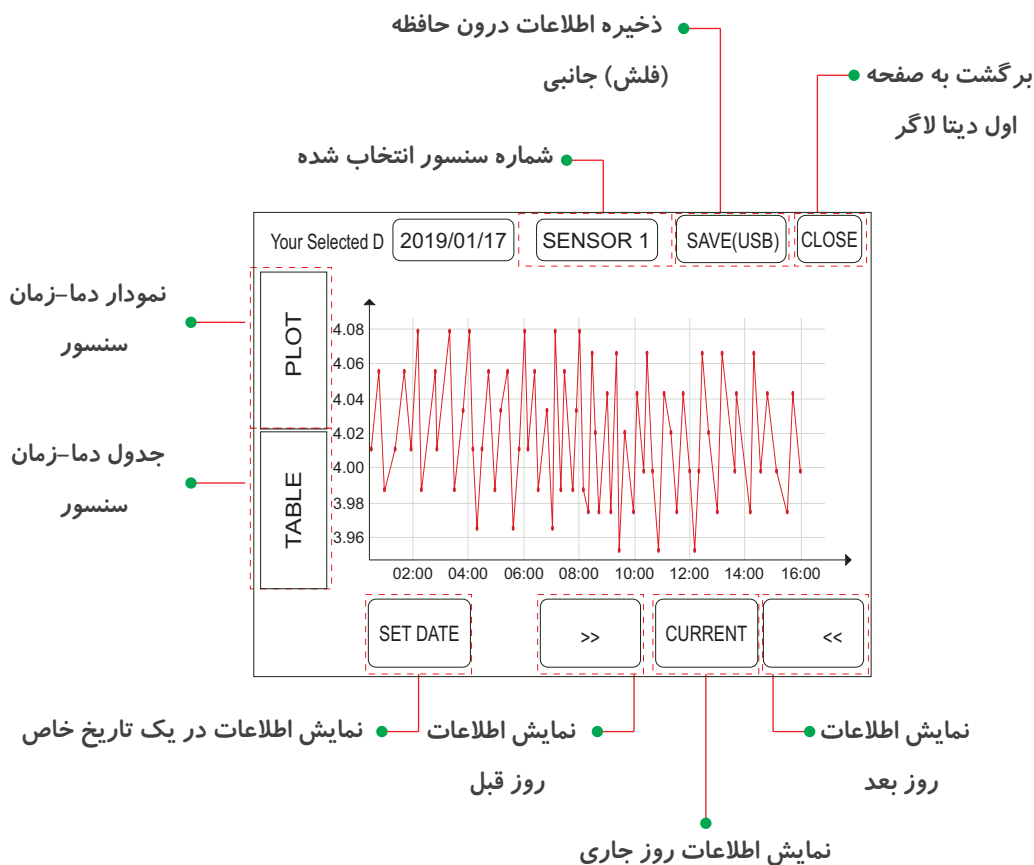 ذخیره اطلاعات درون حافظه
(فلش) جانبی
برگشت به صفحه
اول دیتا لاگر
شماره سنسور انتخاب شده
Your Selected D
2019/01/17
SENSOR 1
SAVE(USB)
CLOSE
نمودار دما-زمان
سنسور
PLOT
جدول دما-زمان
سنسور
TABLE
4.08
4.06
4.04
4.02
4.00
3.98
3.96
02:00 04:00 06:00 08:00 10:00 12:00 14:00 16:00
SET DATE
>>
CURRENT
<<
نمایش اطلاعات در یک تاریخ خاص
نمایش اطلاعات
روز قبل
نمایش اطلاعات
روز بعد
نمایش اطلاعات روز جاری